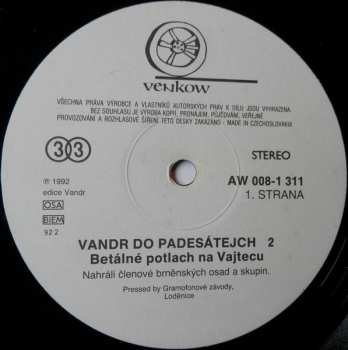 VENKOW
VŠECHNA PRÁVA VÝROBCE A VLASTNÍKŮ AUTORSKÝCH PRÁV K DÍLU JSOU VYHRAZENA.
BEZ SOUHLASU JE VÝROBA KOPIÍ, PRONÁJEM, PŮJČOVÁNÍ, VEŘEJNÉ
PROVOZOVÁNÍ A ROZHLASOVÉ ŠÍŘENÍ TÉTO DESKY ZAKÁZÁNO · MADE IN CZECHOSLOVAKIA
33
STEREO
℗ 1992
edice Vandr
AW 008-1 311
1. STRANA
OSA
BIEM
92 2
VANDR DO PADESÁTEJCH 2
Betálné potlach na Vajtecu
Nahráli členové brněnských osad a skupin.
Pressed by Gramofonové závody,
Loděnice